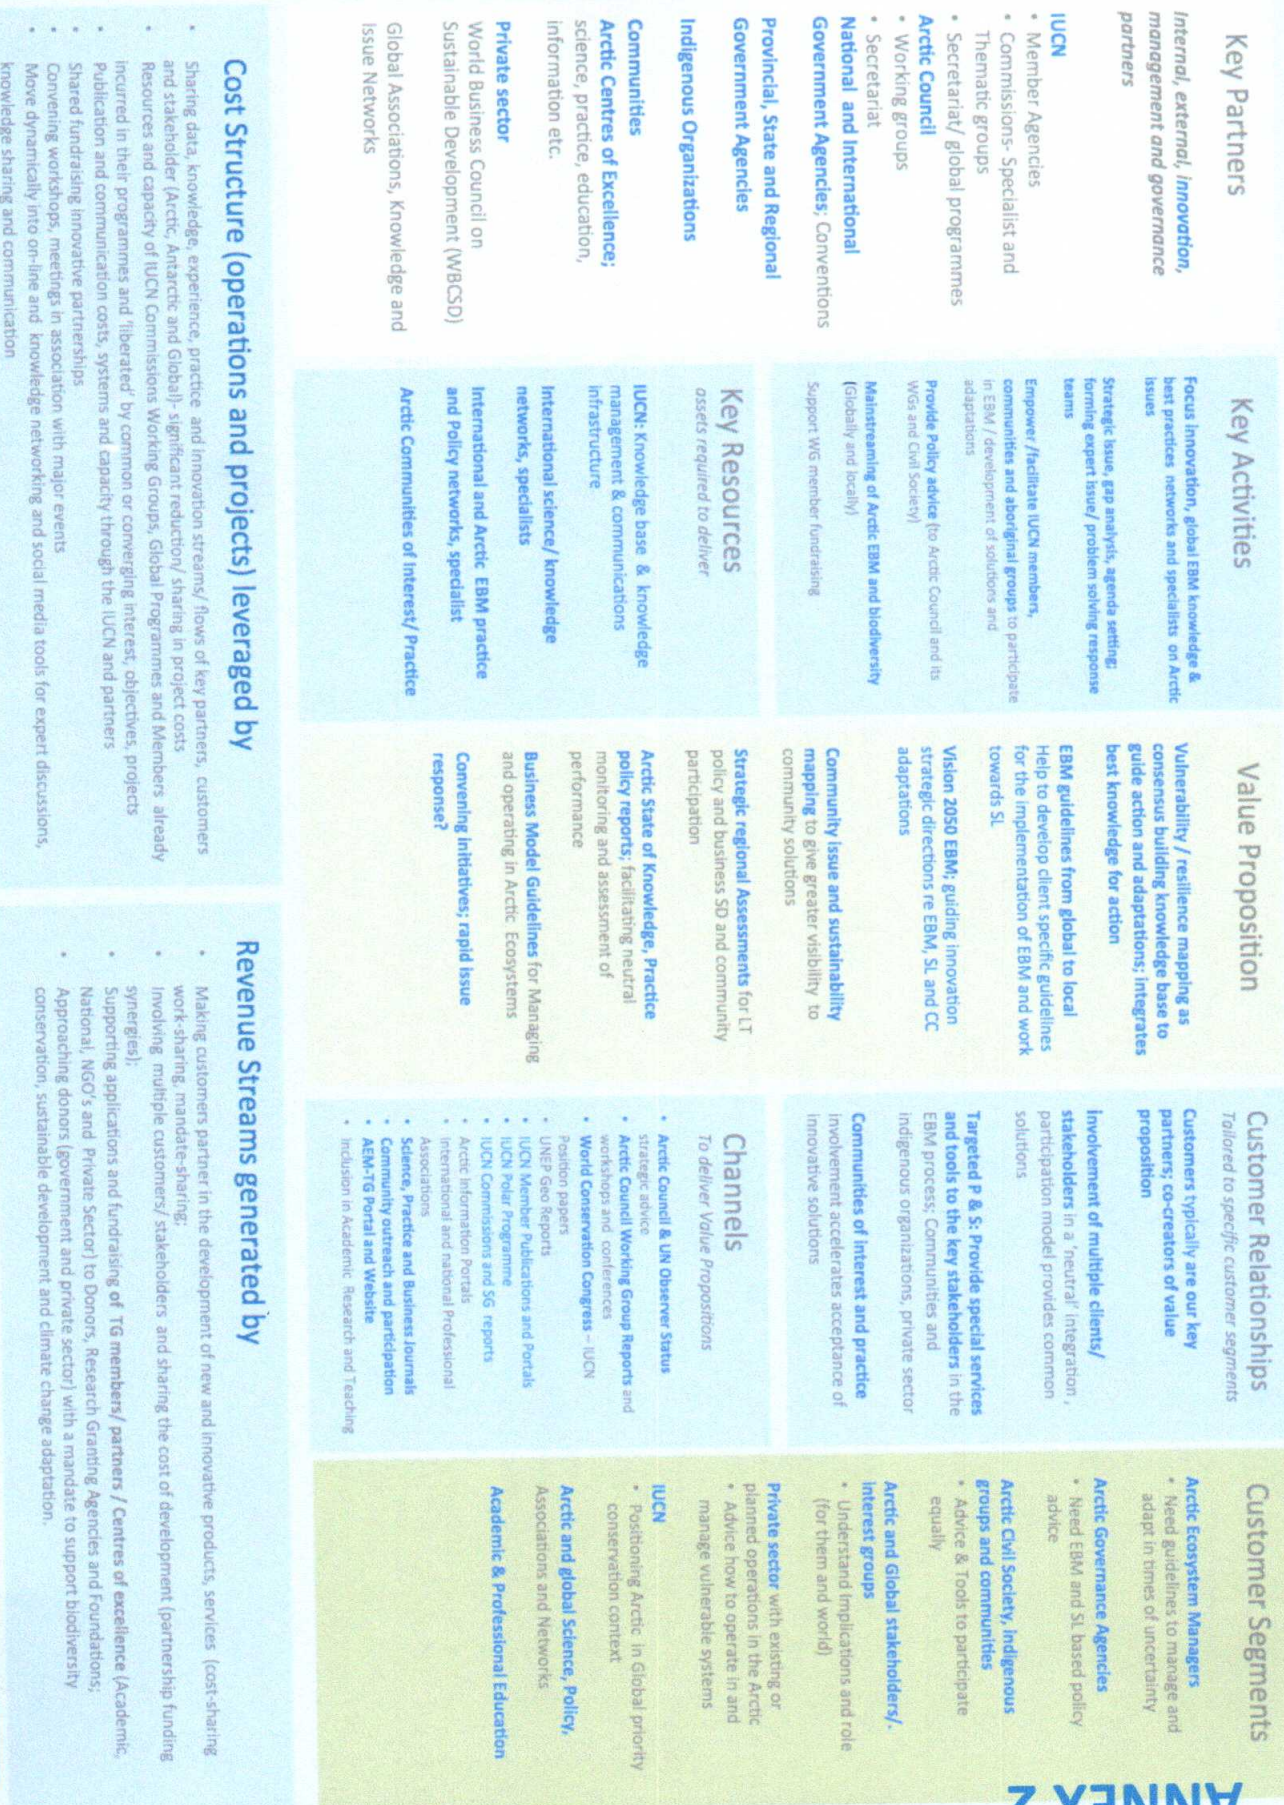 ANNEX 2
Key Partners
Internal, external, innovation,
management and governance
partners
IUCN
• Member Agencies
• Commissions- Specialist and
Thematic groups
• Secretariat/ global programmes
Arctic Council
• Working groups
• Secretariat
National and International
Government Agencies; Conventions
Provincial, State and Regional
Government Agencies
Indigenous Organizations
Communities
Arctic Centres of Excellence;
science, practice, education,
information etc.
Private sector
World Business Council on
Sustainable Development (WBCSD)
Global Associations, Knowledge and
Issue Networks
Key Activities
Focus innovation, global EBM knowledge &
best practices networks and specialists on Arctic
issues
Strategic issue, gap analysis, agenda setting;
forming expert issue/ problem solving response
teams
Empower /facilitate IUCN members,
communities and aboriginal groups to participate
in EBM / development of solutions and
adaptations
Provide Policy advice (to Arctic Council and its
WGs and Civil Society)
Mainstreaming of Arctic EBM and biodiversity
(Globally and locally)
Support WG member fundraising
Key Resources
assets required to deliver
IUCN: Knowledge base & knowledge
management & communications
infrastructure
International science/ knowledge
networks, specialists
International and Arctic EBM practice
and Policy networks, specialist
Arctic Communities of Interest/ Practice
Value Proposition
Vulnerability / resilience mapping as
consensus building knowledge base to
guide action and adaptations; integrates
best knowledge for action
EBM guidelines from global to local
Help to develop client specific guidelines
for the implementation of EBM and work
towards SL
Vision 2050 EBM; guiding innovation
strategic directions re EBM, SL and CC
adaptations
Community issue and sustainability
mapping to give greater visibility to
community solutions
Strategic regional Assessments for LT
policy and business SD and community
participation
Arctic State of Knowledge, Practice
policy reports; facilitating neutral
monitoring and assessment of
performance
Business Model Guidelines for Managing
and operating in Arctic Ecosystems
Convening initiatives; rapid issue
response?
Customer Relationships
Tailored to specific customer segments
Customers typically are our key
partners; co-creators of value
proposition
Involvement of multiple clients/
stakeholders in a 'neutral' integration ,
participation model provides common
solutions
Targeted P & S: Provide special services
and tools to the key stakeholders in the
EBM process; Communities and
indigenous organizations, private sector
Communities of interest and practice
involvement accelerates acceptance of
innovative solutions
Channels
To deliver Value Propositions
• Arctic Council & UN Observer Status
strategic advice
• Arctic Council Working Group Reports and
workshops and conferences
• World Conservation Congress – IUCN
Position papers
• UNEP Geo Reports
• IUCN Member Publications and Portals
• IUCN Polar Programme
• IUCN Commissions and SG reports
• Arctic Information Portals
• International and national Professional
Associations
• Science, Practice and Business Journals
• Community outreach and participation
• AEM-TG Portal and Website
• Inclusion in Academic Research and Teaching
Customer Segments
Arctic Ecosystem Managers
• Need guidelines to manage and
adapt in times of uncertainty
Arctic Governance Agencies
• Need EBM and SL based policy
advice
Arctic Civil Society, indigenous
groups and communities
• Advice & Tools to participate
equally
Arctic and Global stakeholders/.
interest groups
• Understand Implications and role
(for them and world)
Private sector with existing or
planned operations in the Arctic
• Advise how to operate in and
manage vulnerable systems
IUCN
• Positioning Arctic in Global priority
conservation context
Arctic and global Science, Policy,
Associations and Networks
Academic & Professional Education
Cost Structure (operations and projects) leveraged by
• Sharing data, knowledge, experience, practice and innovation streams/ flows of key partners, customers
and stakeholder (Arctic, Antarctic and Global)- significant reduction/ sharing in project costs
• Resources and capacity of IUCN Commissions Working Groups, Global Programmes and Members already
incurred in their programmes and 'liberated' by common or converging interest, objectives, projects
• Publication and communication costs, systems and capacity through the IUCN and partners
• Shared fundraising innovative partnerships
• Convening workshops, meetings in association with major events
• Move dynamically into on-line and knowledge networking and social media tools for expert discussions,
knowledge sharing and communication
Revenue Streams generated by
• Making customers partner in the development of new and innovative products, services (cost-sharing
work-sharing, mandate-sharing;
• Involving multiple customers/ stakeholders and sharing the cost of development (partnership funding
synergies);
• Supporting applications and fundraising of TG members/ partners / Centres of excellence (Academic,
National, NGO's and Private Sector) to Donors, Research Granting Agencies and Foundations;
• Approaching donors (government and private sector) with a mandate to support biodiversity
conservation, sustainable development and climate change adaptation.